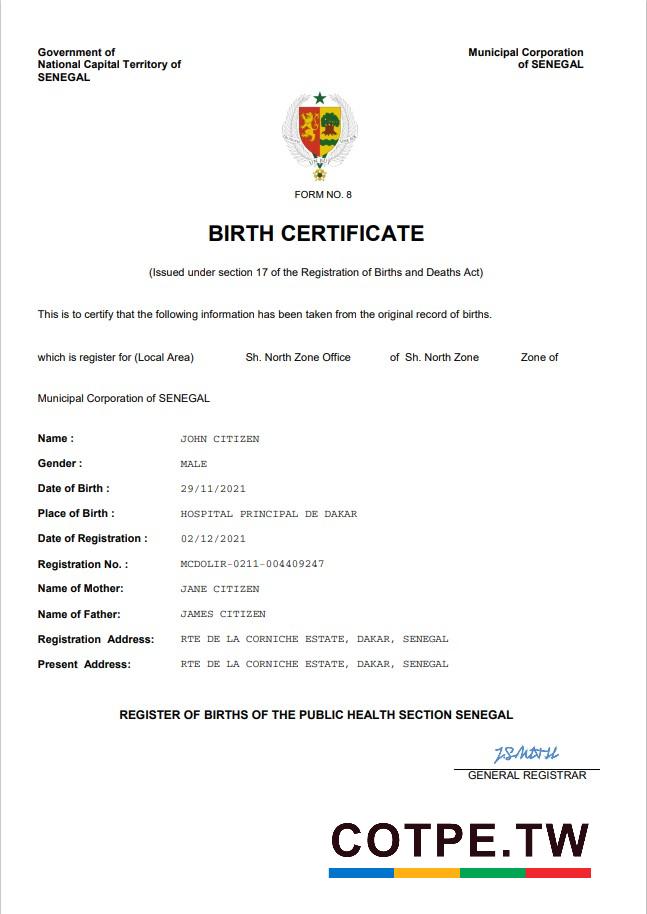 Government of
National Capital Territory of
SENEGAL
Municipal Corporation
of SENEGAL
FORM NO. 8
BIRTH CERTIFICATE
(Issued under section 17 of the Registration of Births and Deaths Act)
This is to certify that the following information has been taken from the original record of births.
which is register for (Local Area) Sh. North Zone Office of Sh. North Zone Zone of
Municipal Corporation of SENEGAL
Name : JOHN CITIZEN
Gender : MALE
Date of Birth : 29/11/2021
Place of Birth : HOSPITAL PRINCIPAL DE DAKAR
Date of Registration : 02/12/2021
Registration No. : MCDOLIR-0211-004409247
Name of Mother: JANE CITIZEN
Name of Father: JAMES CITIZEN
Registration Address: RTE DE LA CORNICHE ESTATE, DAKAR, SENEGAL
Present Address: RTE DE LA CORNICHE ESTATE, DAKAR, SENEGAL
REGISTER OF BIRTHS OF THE PUBLIC HEALTH SECTION SENEGAL
GENERAL REGISTRAR
COTPE.TW